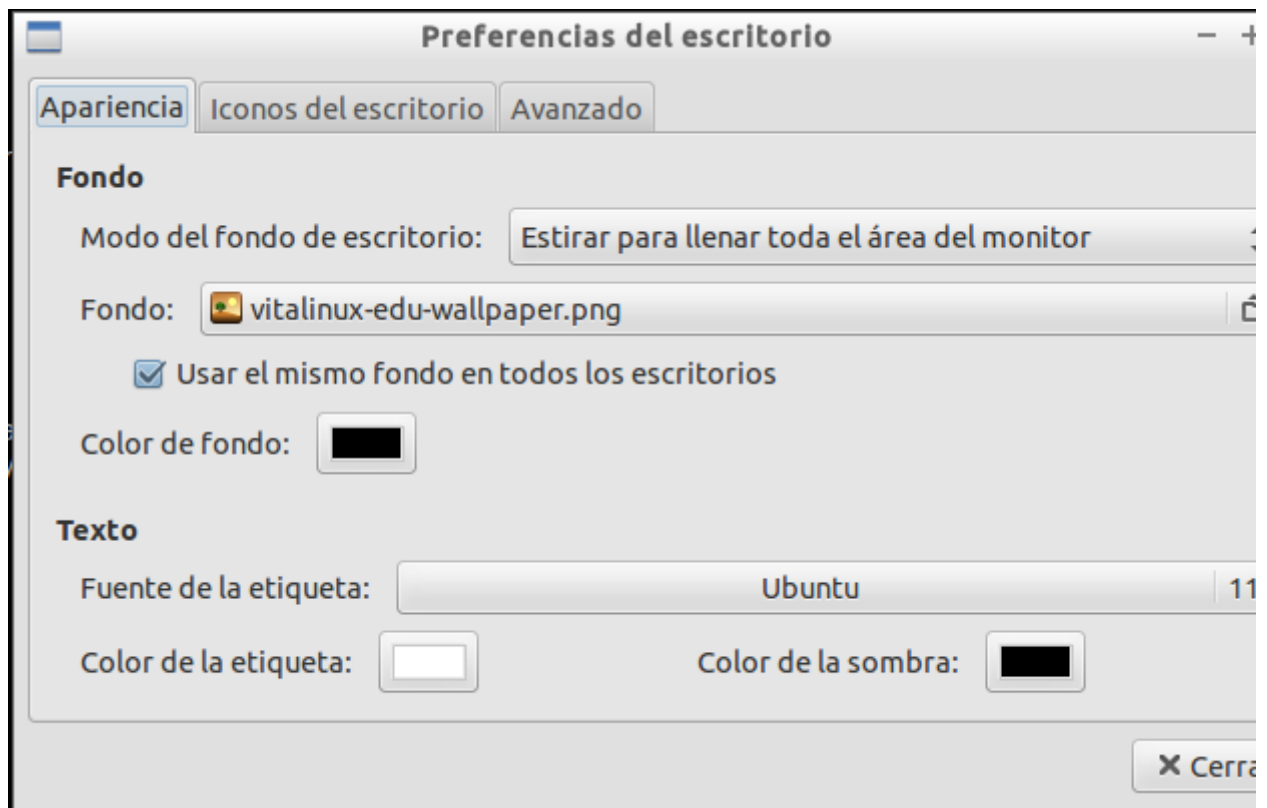 Preferencias del escritorio
Apariencia Iconos del escritorio Avanzado
Fondo
Modo del fondo de escritorio: Estirar para llenar toda el área del monitor
Fondo: vitalinux-edu-wallpaper.png
Usar el mismo fondo en todos los escritorios
Color de fondo:
Texto
Fuente de la etiqueta: Ubuntu 11
Color de la etiqueta: Color de la sombra:
Cerra